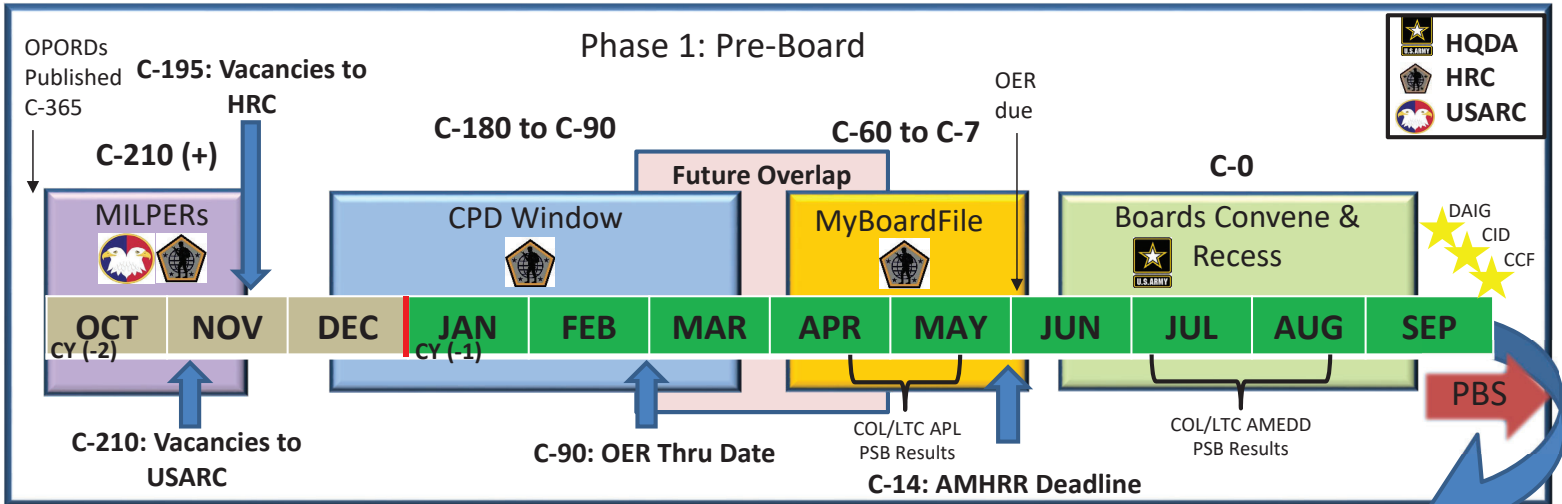 Phase 1: Pre-Board
OPORDs
Published
C-365
C-195: Vacancies to
HRC
C-210 (+)
C-180 to C-90
C-60 to C-7
OER
due
C-0
U.S.ARMY
HQDA
HRC
USARC
Future Overlap
MILPERs
CPD Window
MyBoardFile
Boards Convene &
Recess
U.S.ARMY
DAIG
CID
CCF
OCT NOV DEC JAN FEB MAR APR MAY JUN JUL AUG SEP
CY (-2)
CY (-1)
PBS
C-210: Vacancies to
USARC
C-90: OER Thru Date
COL/LTC APL
PSB Results
C-14: AMHRR Deadline
COL/LTC AMEDD
PSB Results